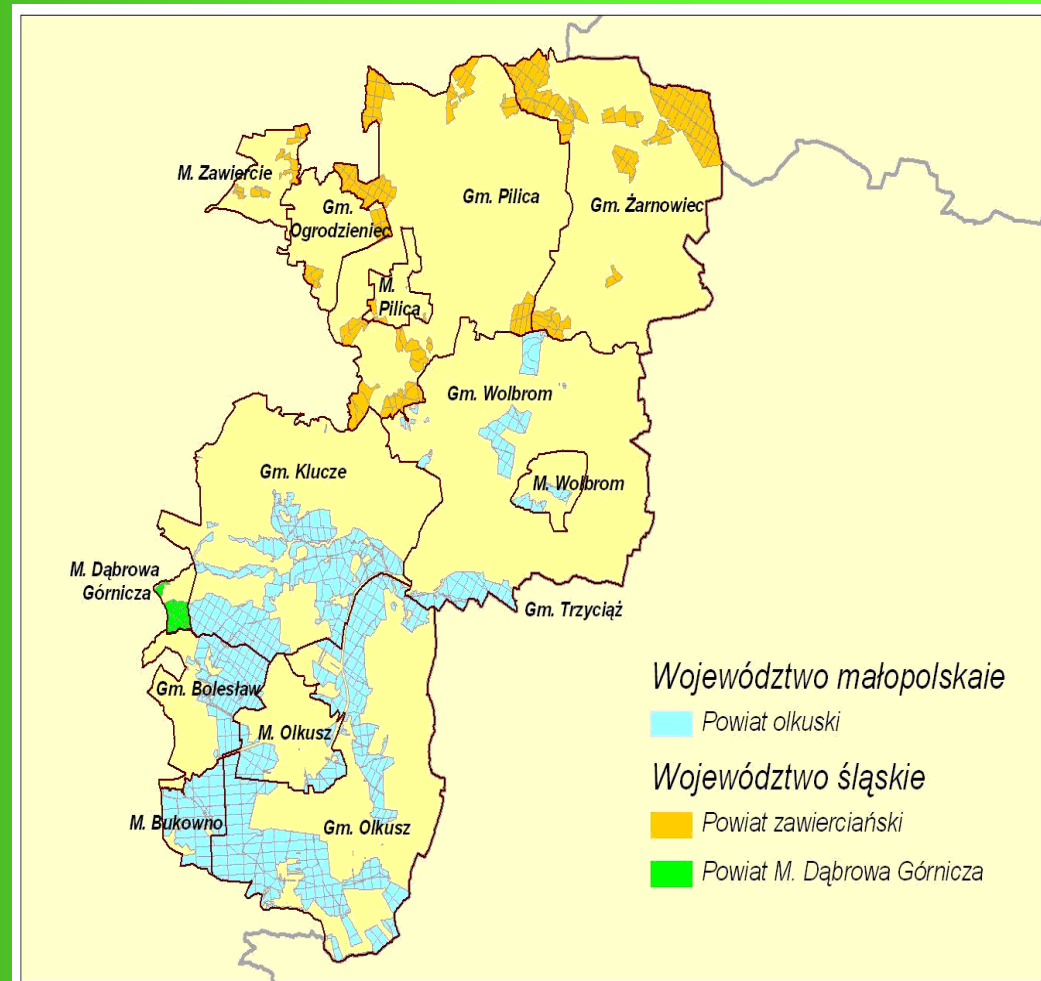 M. Zawiercie
Gm. Pilica
Gm. Żarnowiec
Gm.
Ogrodzieniec
M.
Pilica
Gm. Wolbrom
Gm. Klucze
M. Wolbrom
M. Dąbrowa
Górnicza
Gm. Trzyciąż
Gm. Bolesław
M. Olkusz
M. Bukowno
Gm. Olkusz
Województwo małopolskaie
Powiat olkuski
Województwo śląskie
Powiat zawierciański
Powiat M. Dąbrowa Górnicza